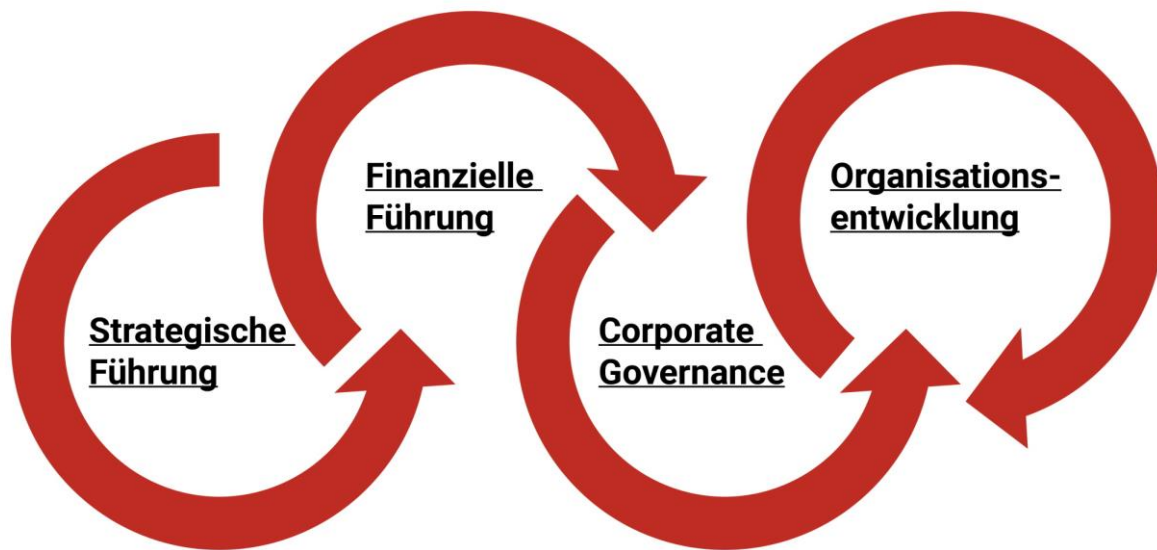 Strategische
Führung
Finanzielle
Führung
Corporate
Governance
Organisations-
entwicklung